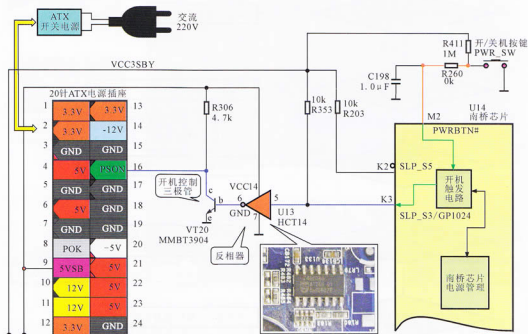 ATX
开关电源
交流
220V
VCC3SBY
R411
开/关机按键
PWR_SW
1M
R260
0k
C198
1.0μF
20针ATX电源插座
R306
4.7k
10k
R353
10k
R203
U14
南桥芯片
M2
PWRBTN#
1 3.3V 3.3V 13
2 3.3V -12V 14
3 GND GND 15
4 5V PSON 16
5 GND GND 17
6 5V GND 18
7 GND GND 19
8 POK -5V 20
9 5VSB 5V 21
10 12V 5V 22
11 12V 5V 23
12 3.3V GND 24
开机控制
三极管
c
b
e
VT20
MMBT3904
VCC14
14
6
5
GND
7
U13
HCT14
反相器
K2
SLP_S5
K3
SLP_S3/GP1024
开机
触发
电路
南桥芯片
电源管理